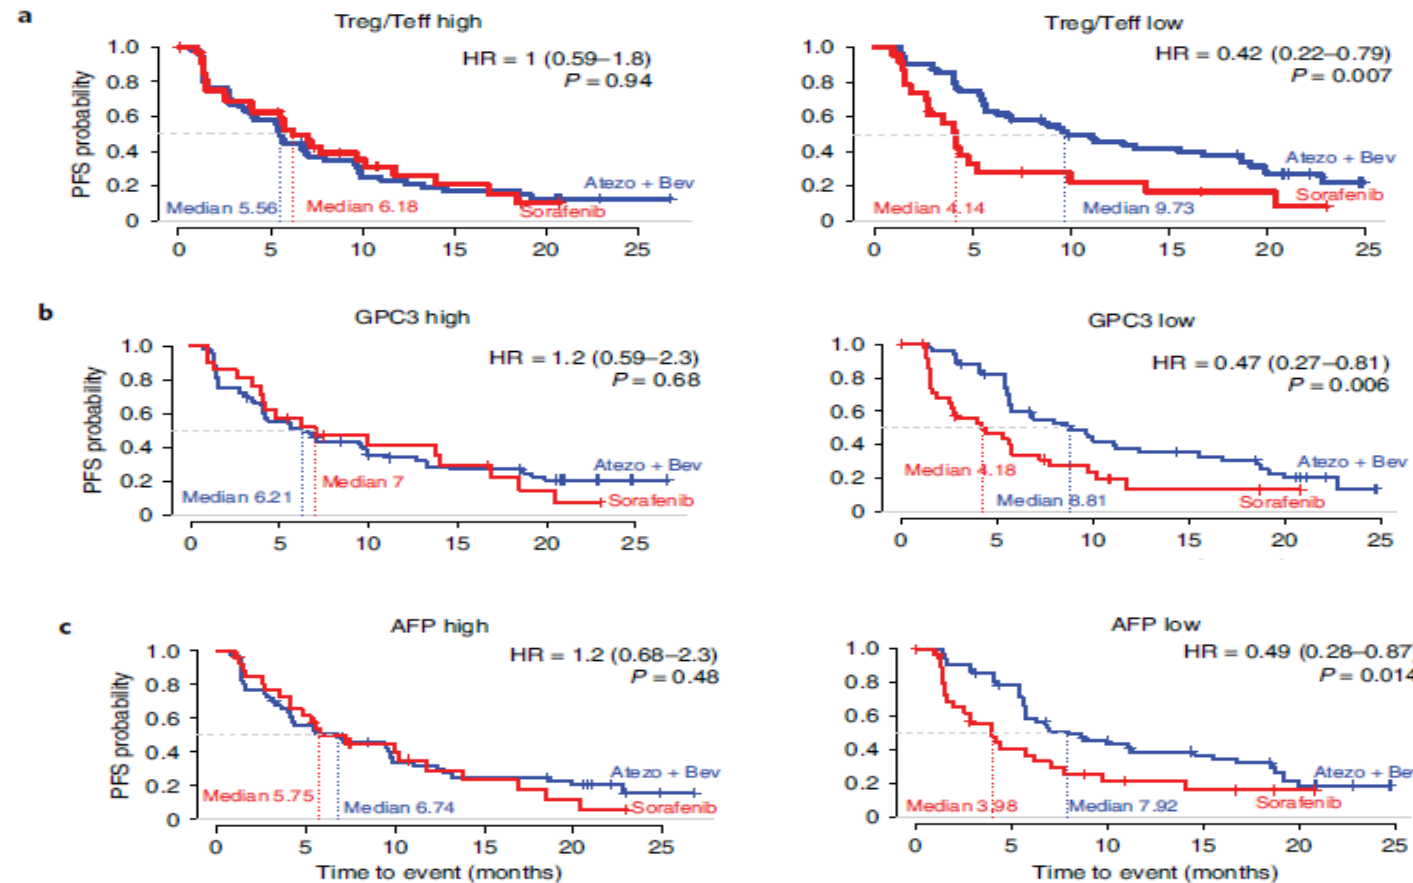 a
Treg/Teff high
HR = 1 (0.59–1.8)
P = 0.94
PFS probability
1.0
0.8
0.6
0.4
0.2
0
Median 5.56
Median 6.18
Atezo + Bev
Sorafenib
0 5 10 15 20 25
Treg/Teff low
HR = 0.42 (0.22–0.79)
P = 0.007
1.0
0.8
0.6
0.4
0.2
0
Median 4.14
Median 9.73
Atezo + Bev
Sorafenib
0 5 10 15 20 25
b
GPC3 high
HR = 1.2 (0.59–2.3)
P = 0.68
PFS probability
1.0
0.8
0.6
0.4
0.2
0
Median 6.21
Median 7
Atezo + Bev
Sorafenib
0 5 10 15 20 25
GPC3 low
HR = 0.47 (0.27–0.81)
P = 0.006
1.0
0.8
0.6
0.4
0.2
0
Median 4.18
Median 8.81
Atezo + Bev
Sorafenib
0 5 10 15 20 25
c
AFP high
HR = 1.2 (0.68–2.3)
P = 0.48
PFS probability
1.0
0.8
0.6
0.4
0.2
0
Median 5.75
Median 6.74
Atezo + Bev
Sorafenib
0 5 10 15 20 25
Time to event (months)
AFP low
HR = 0.49 (0.28–0.87)
P = 0.014
1.0
0.8
0.6
0.4
0.2
0
Median 3.98
Median 7.92
Atezo + Bev
Sorafenib
0 5 10 15 20 25
Time to event (months)